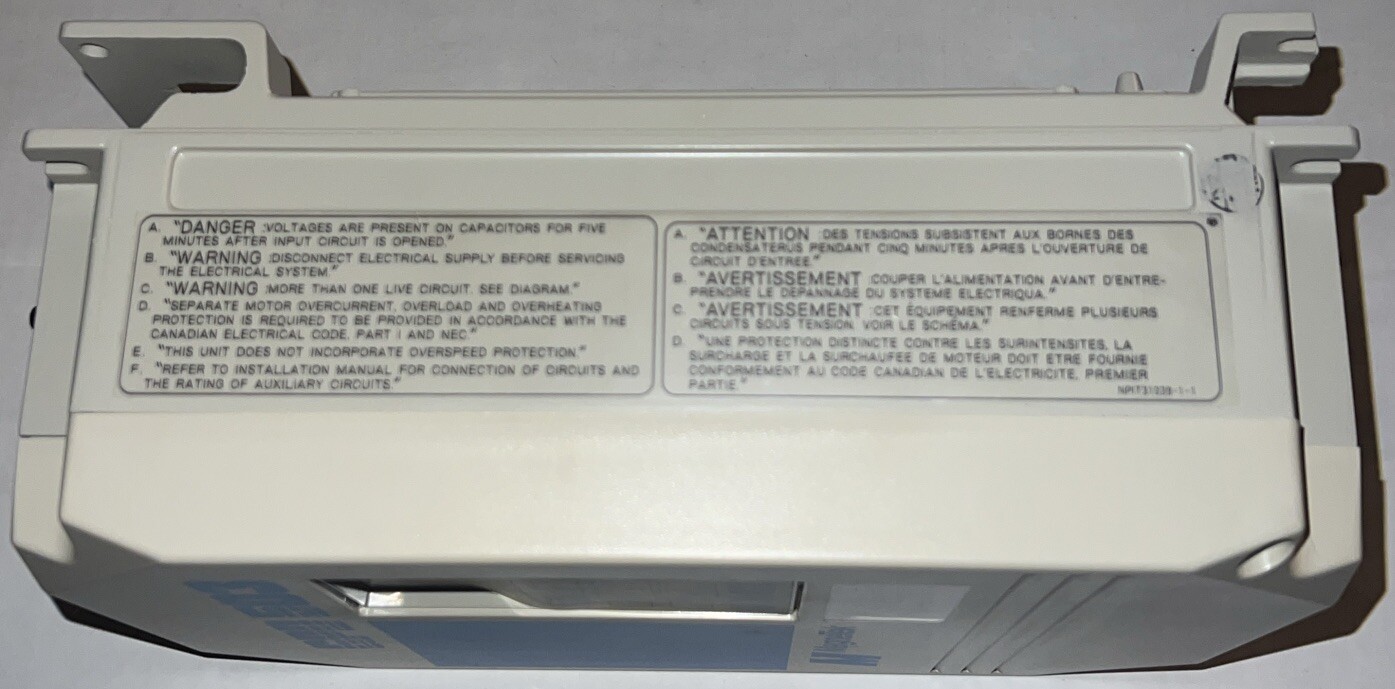 A. "DANGER :VOLTAGES ARE PRESENT ON CAPACITORS FOR FIVE
MINUTES AFTER INPUT CIRCUIT IS OPENED."
B. "WARNING :DISCONNECT ELECTRICAL SUPPLY BEFORE SERVICING
THE ELECTRICAL SYSTEM."
C. "WARNING :MORE THAN ONE LIVE CIRCUIT. SEE DIAGRAM."
D. "SEPARATE MOTOR OVERCURRENT, OVERLOAD AND OVERHEATING
PROTECTION IS REQUIRED TO BE PROVIDED IN ACCORDANCE WITH THE
CANADIAN ELECTRICAL CODE, PART I AND NEC."
E. "THIS UNIT DOES NOT INCORPORATE OVERSPEED PROTECTION."
F. "REFER TO INSTALLATION MANUAL FOR CONNECTION OF CIRCUITS AND
THE RATING OF AUXILIARY CIRCUITS."
A. "ATTENTION :DES TENSIONS SUBSISTENT AUX BORNES DES
CONDENSATERUS PENDANT CINQ MINUTES APRES L'OUVERTURE DE
CIRCUIT D'ENTREE."
B. "AVERTISSEMENT :COUPER L'ALIMENTATION AVANT D'ENTRE-
PRENDRE LE DEPANNAGE DU SYSTEME ELECTRIQUA."
C. "AVERTISSEMENT :CET ÉQUIPEMENT RENFERME PLUSIEURS
CIRCUITS SOUS TENSION. VOIR LE SCHÉMA."
D. "UNE PROTECTION DISTINCTE CONTRE LES SURINTENSITES, LA
SURCHARGE ET LA SURCHAUFEE DE MOTEUR DOIT ETRE FOURNIE
CONFORMEMENT AU CODE CANADIAN DE L'ELECTRICITE, PREMIER
PARTIE."